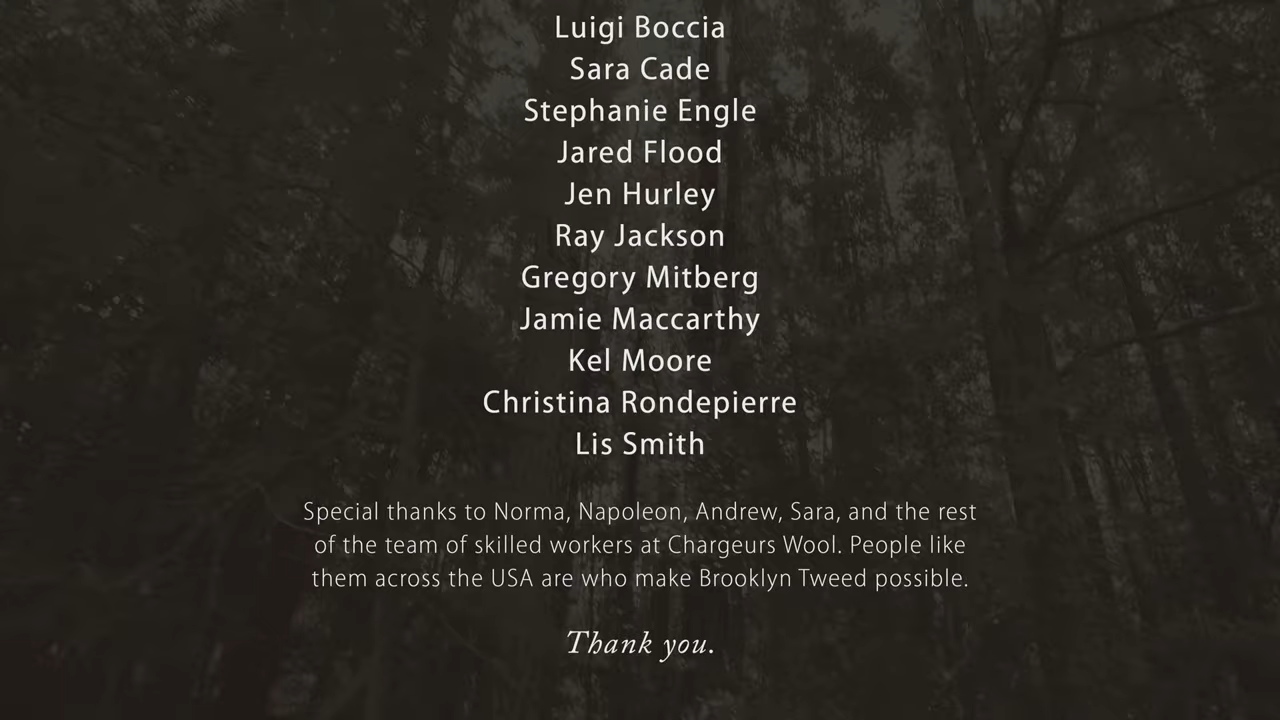 Luigi Boccia
Sara Cade
Stephanie Engle
Jared Flood
Jen Hurley
Ray Jackson
Gregory Mitberg
Jamie Maccarthy
Kel Moore
Christina Rondepierre
Lis Smith
Special thanks to Norma, Napoleon, Andrew, Sara, and the rest
of the team of skilled workers at Chargeurs Wool. People like
them across the USA are who make Brooklyn Tweed possible.
Thank you.